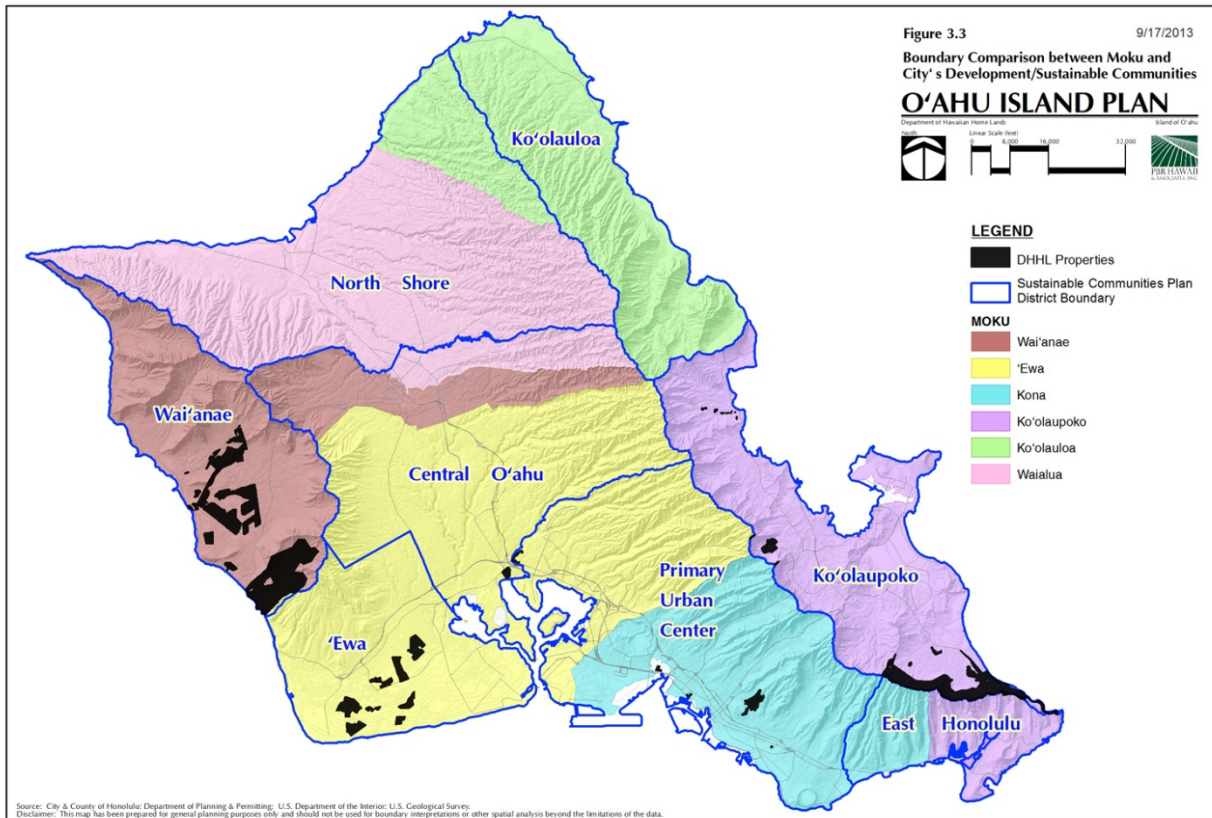 Figure 3.3
9/17/2013
Boundary Comparison between Moku and
City‘ s Development/Sustainable Communities
O‘AHU ISLAND PLAN
Department of Hawaiian Home Lands
Island of O‘ahu
North
Linear Scale (feet)
0 8,000 16,000 32,000
PBR HAWAII
& ASSOCIATES, INC.
LEGEND
DHHL Properties
Sustainable Communities Plan
District Boundary
MOKU
Wai‘anae
‘Ewa
Kona
Ko‘olaupoko
Ko‘olauloa
Waialua
Ko‘olauloa
North Shore
Wai‘anae
Central O‘ahu
Primary
Urban
Center
Ko‘olaupoko
‘Ewa
East Honolulu
Source: City & County of Honolulu: Department of Planning & Permitting; U.S. Department of the Interior: U.S. Geological Survey.
Disclaimer: This map has been prepared for general planning purposes only and should not be used for boundary interpretations or other spatial analysis beyond the limitations of the data.